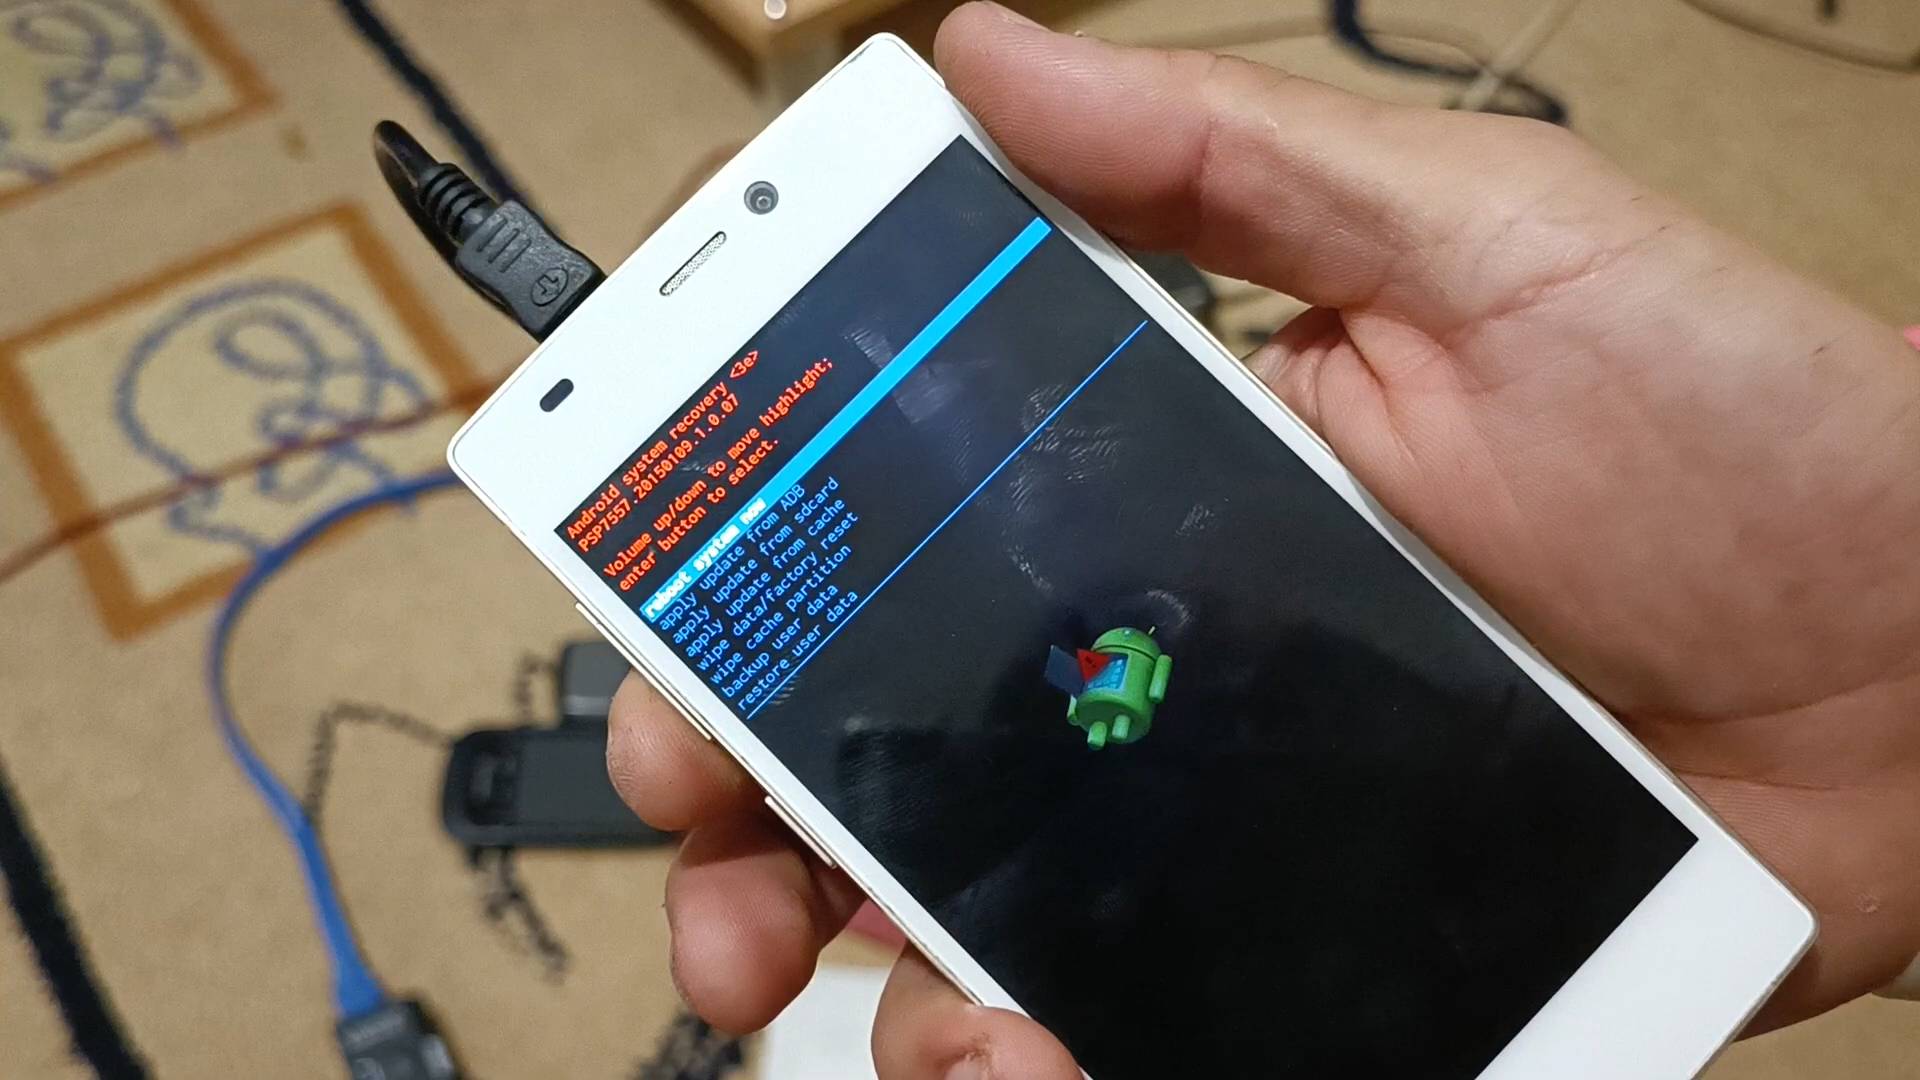 Android system recovery <3e>
PSP7557.20150109.1.0.07
Volume up/down to move highlight;
enter button to select.
reboot system now
apply update from ADB
apply update from sdcard
apply update from cache
wipe data/factory reset
wipe cache partition
backup user data
restore user data